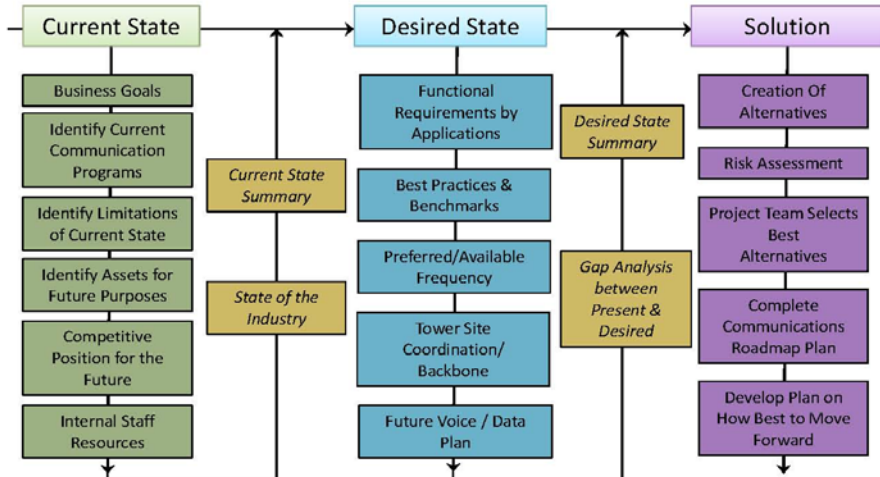 Current State
Desired State
Solution
Business Goals
Identify Current
Communication
Programs
Identify Limitations
of Current State
Identify Assets for
Future Purposes
Competitive
Position for the
Future
Internal Staff
Resources
Current State
Summary
State of the
Industry
Functional
Requirements by
Applications
Best Practices &
Benchmarks
Preferred/Available
Frequency
Tower Site
Coordination/
Backbone
Future Voice / Data
Plan
Desired State
Summary
Gap Analysis
between
Present &
Desired
Creation Of
Alternatives
Risk Assessment
Project Team Selects
Best
Alternatives
Complete
Communications
Roadmap Plan
Develop Plan on
How Best to Move
Forward